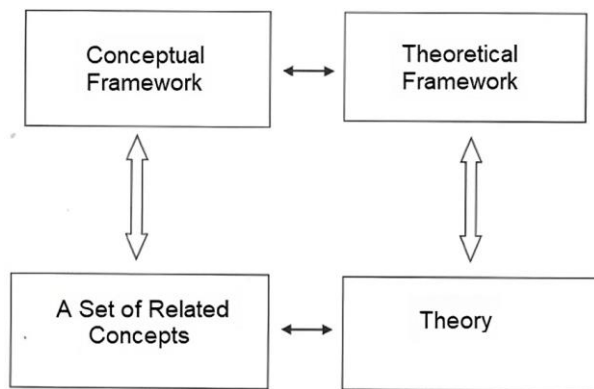 Conceptual
Framework
Theoretical
Framework
A Set of Related
Concepts
Theory